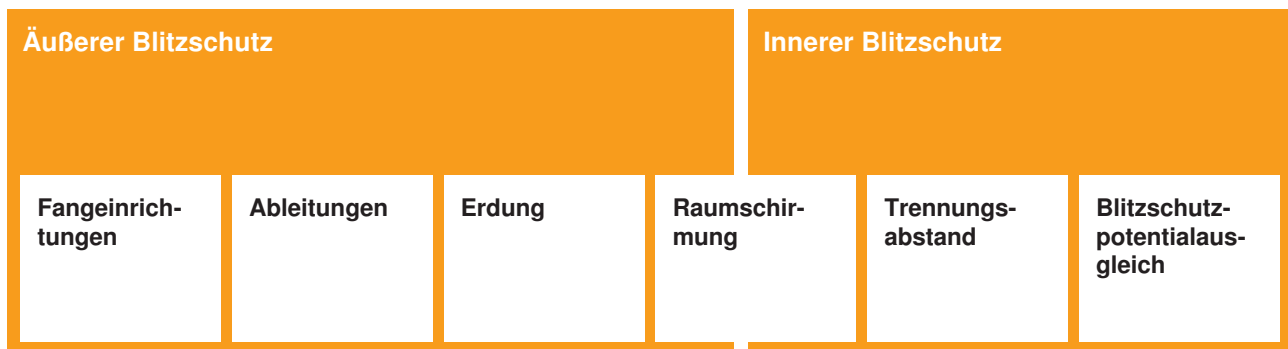 Äußerer Blitzschutz
Innerer Blitzschutz
Fangeinrich-
tungen
Ableitungen
Erdung
Raumschir-
mung
Trennungs-
abstand
Blitzschutz-
potentialaus-
gleich